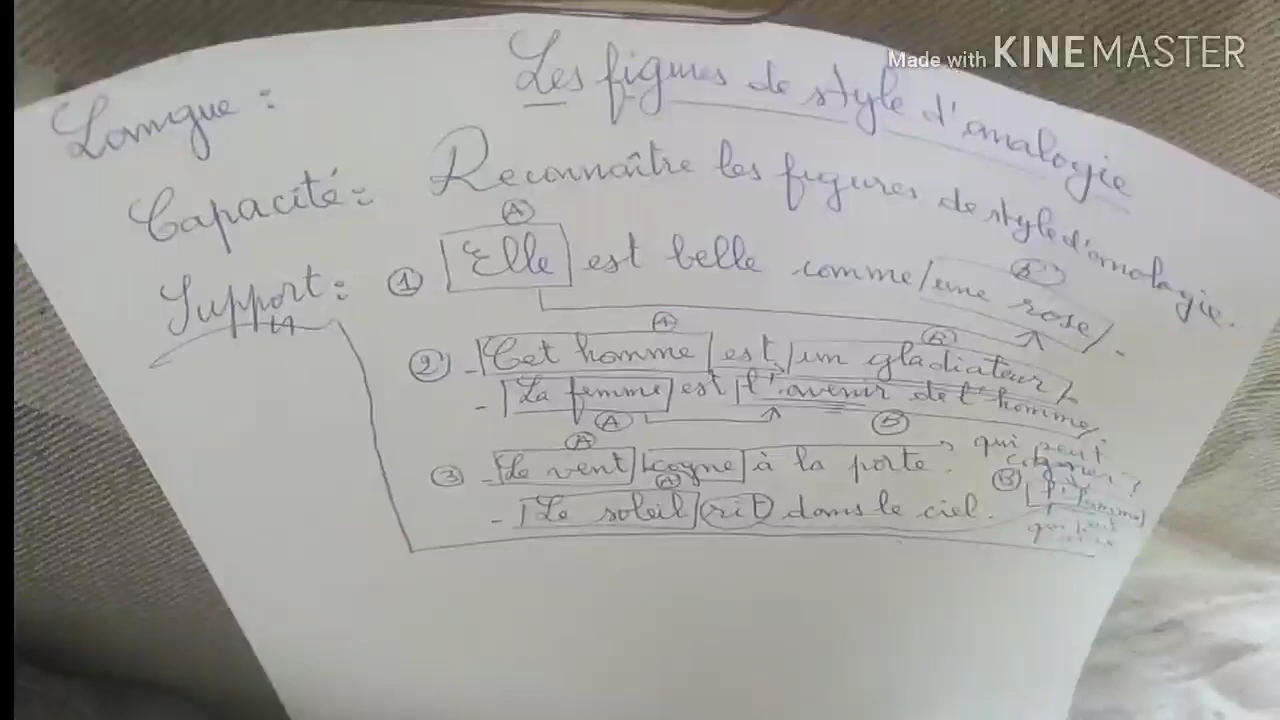 Made with KINEMASTER
Langue : Les figures de style d'analogie
Capacité : Reconnaître les figures de style d'analogie.
A B
Support : ① Elle est belle comme une rose.
A B
② - Cet homme est un gladiateur
- La femme est l'avenir de l'homme
A B
A qui peut cogner ?
③ - Le vent cogne à la porte. B
A
- Le soleil rit dans le ciel.
qui peut